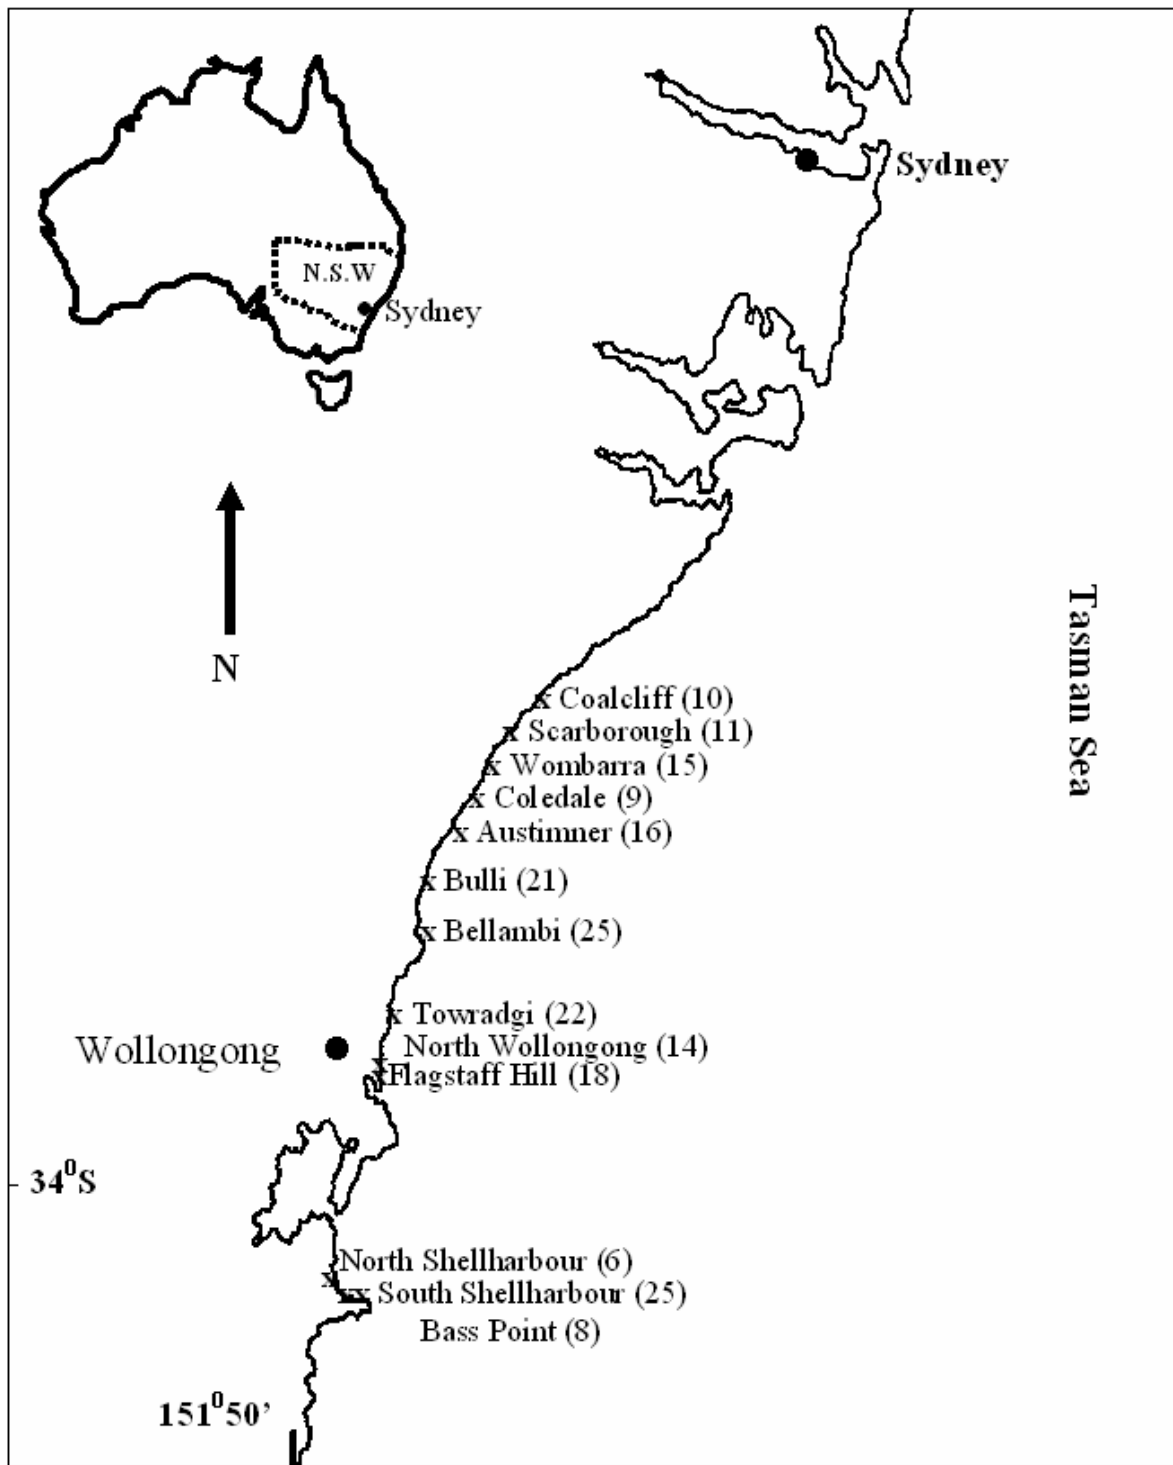 Sydney
N.S.W
Sydney
N
Tasman Sea
Coalcliff (10)
Scarborough (11)
Wombarra (15)
Coledale (9)
Austimner (16)
Bulli (21)
Bellambi (25)
Towradgi (22)
North Wollongong (14)
Wollongong
Flagstaff Hill (18)
34⁰S
North Shellharbour (6)
South Shellharbour (25)
Bass Point (8)
151⁰50’